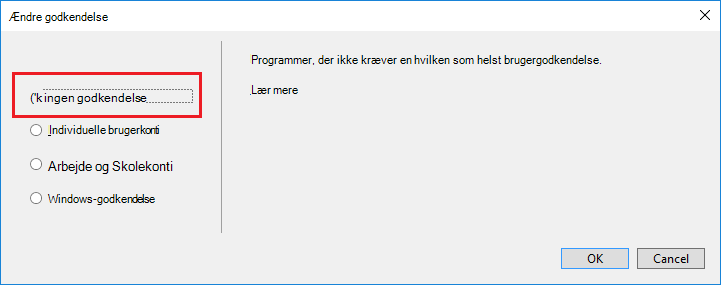 Ændre godkendelse
Programmer, der ikke kræver en hvilken som helst brugergodkendelse.
('k ingen godkendelse
Lær mere
Individuelle brugerkonti
Arbejde og Skolekonti
Windows-godkendelse
OK
Cancel